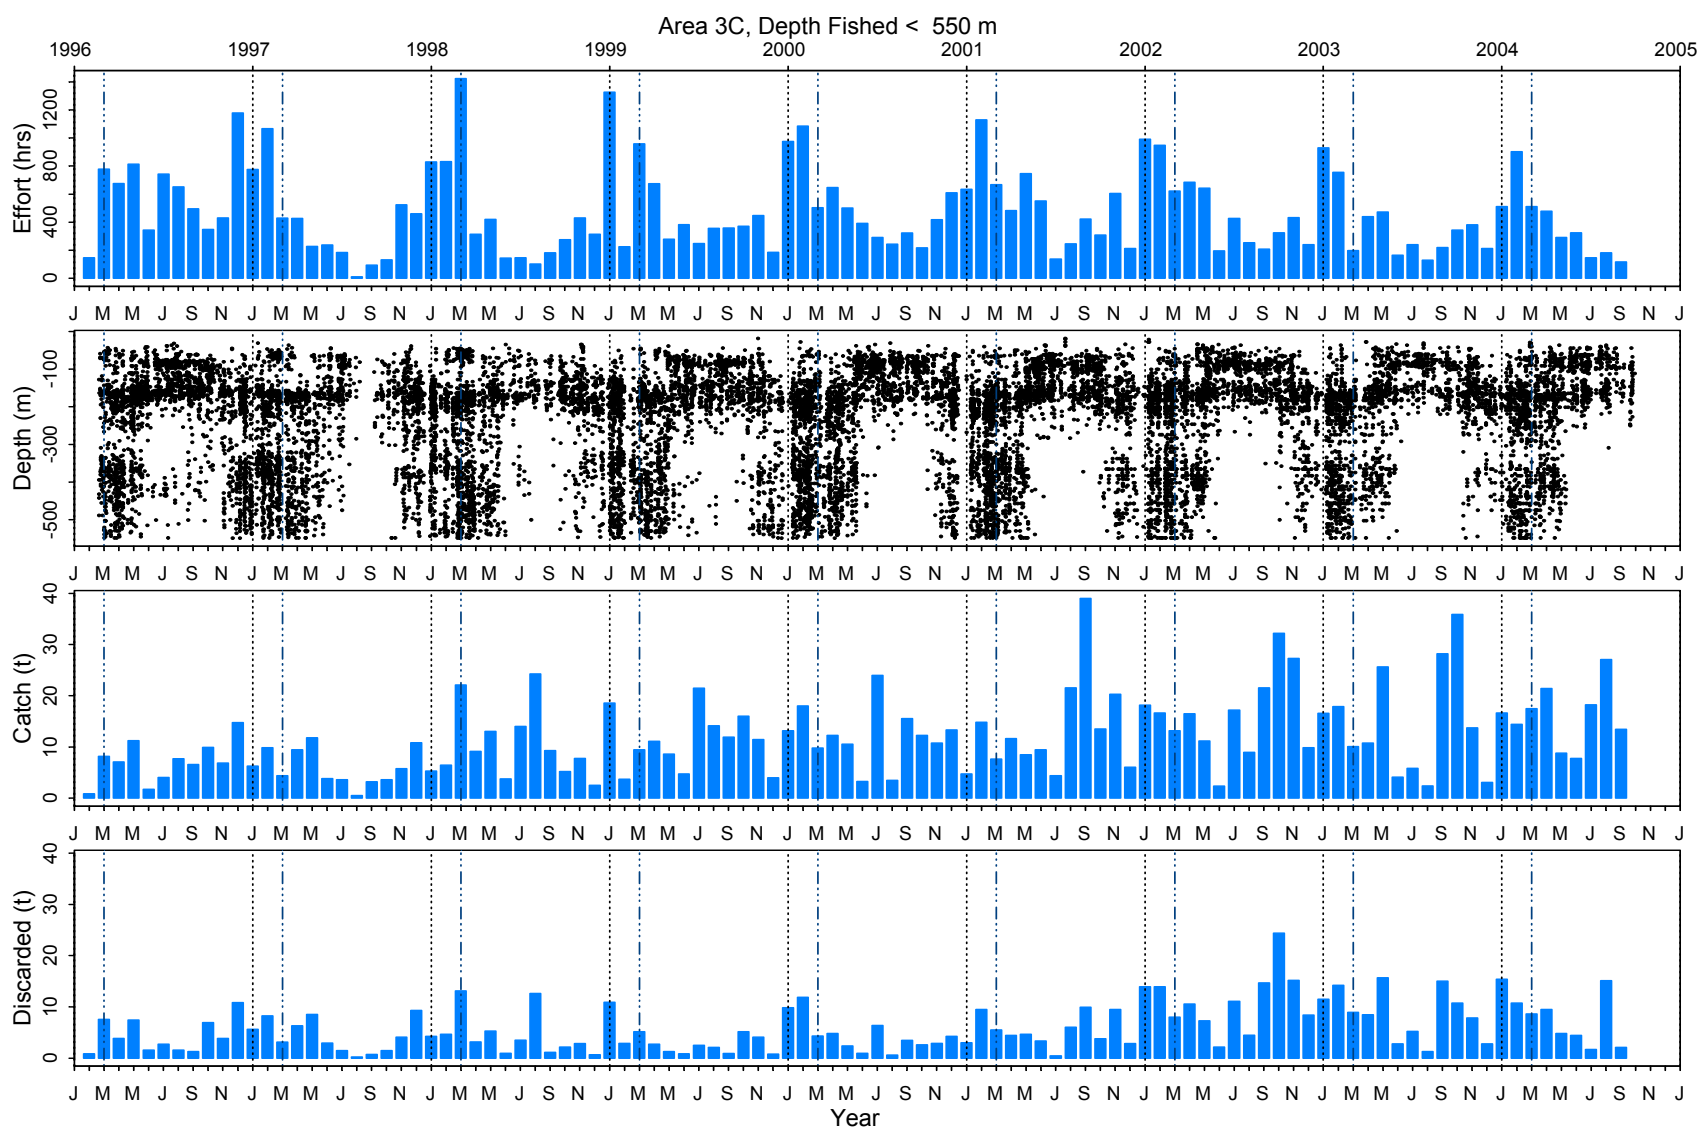 Area 3C, Depth Fished < 550 m
1996 1997 1998 1999 2000 2001 2002 2003 2004 2005
Effort (hrs)
1200
800
400
0
J M M J S N J M M J S N J M M J S N J M M J S N J M M J S N J M M J S N J M M J S N J M M J S N J M M J S N J
Depth (m)
-100
-300
-500
J M M J S N J M M J S N J M M J S N J M M J S N J M M J S N J M M J S N J M M J S N J M M J S N J M M J S N J
Catch (t)
40
30
20
10
0
J M M J S N J M M J S N J M M J S N J M M J S N J M M J S N J M M J S N J M M J S N J M M J S N J M M J S N J
Discarded (t)
40
30
20
10
0
J M M J S N J M M J S N J M M J S N J M M J S N J M M J S N J M M J S N J M M J S N J M M J S N J M M J S N J
Year